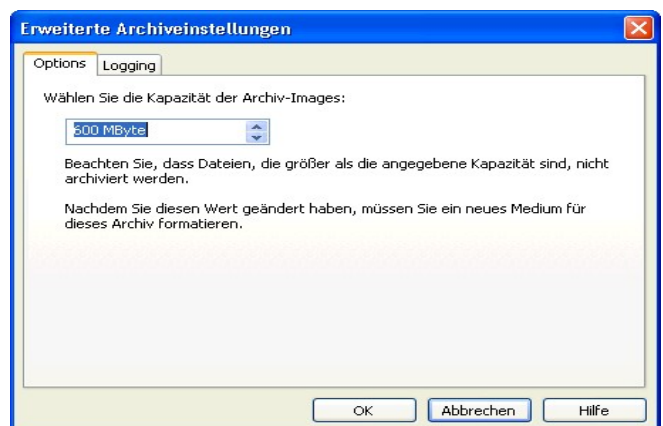 Erweiterte Archiveinstellungen
Options
Logging
Wählen Sie die Kapazität der Archiv-Images:
600 MByte
Beachten Sie, dass Dateien, die größer als die angegebene Kapazität sind, nicht
archiviert werden.
Nachdem Sie diesen Wert geändert haben, müssen Sie ein neues Medium für
dieses Archiv formatieren.
OK
Abbrechen
Hilfe